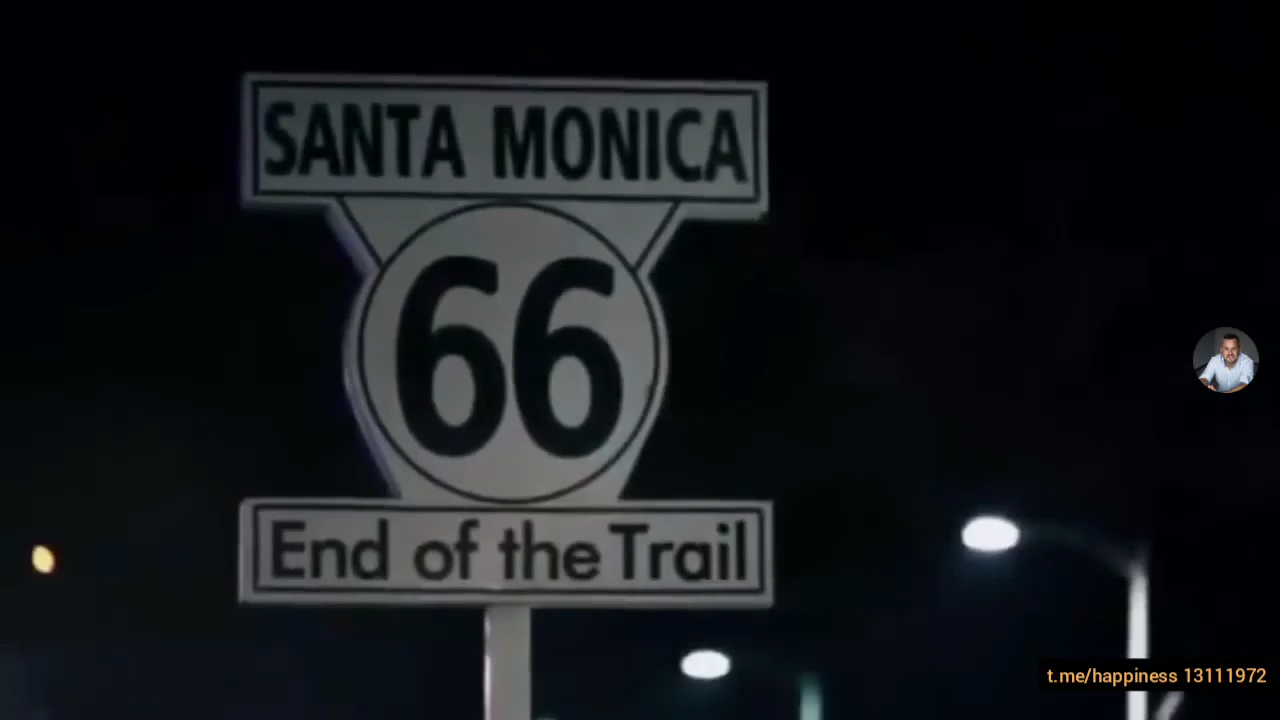 SANTA MONICA
66
End of the Trail
t.me/happiness 13111972